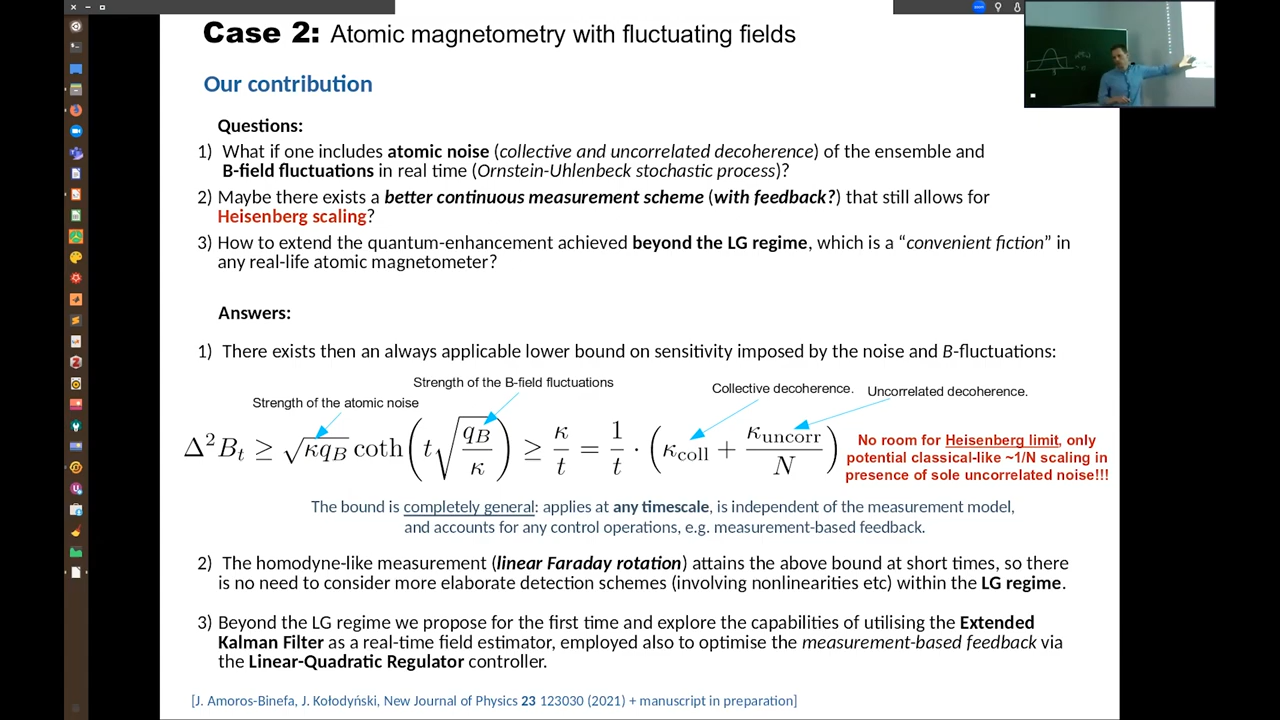 Case 2: Atomic magnetometry with fluctuating fields
Our contribution
Questions:
1) What if one includes atomic noise (collective and uncorrelated decoherence) of the ensemble and
B-field fluctuations in real time (Ornstein-Uhlenbeck stochastic process)?
2) Maybe there exists a better continuous measurement scheme (with feedback?) that still allows for
Heisenberg scaling?
3) How to extend the quantum-enhancement achieved beyond the LG regime, which is a “convenient fiction” in
any real-life atomic magnetometer?
Answers:
1) There exists then an always applicable lower bound on sensitivity imposed by the noise and B-fluctuations:
Strength of the B-field fluctuations
Collective decoherence.
Uncorrelated decoherence.
Strength of the atomic noise
Δ²B_t ≥ √(κq_B) coth(t√(q_B/κ)) ≥ κ/t = 1/t · (κ_coll + κ_uncorr/N)
No room for Heisenberg limit, only
potential classical-like ~1/N scaling in
presence of sole uncorrelated noise!!!
The bound is completely general: applies at any timescale, is independent of the measurement model,
and accounts for any control operations, e.g. measurement-based feedback.
2) The homodyne-like measurement (linear Faraday rotation) attains the above bound at short times, so there
is no need to consider more elaborate detection schemes (involving nonlinearities etc) within the LG regime.
3) Beyond the LG regime we propose for the first time and explore the capabilities of utilising the Extended
Kalman Filter as a real-time field estimator, employed also to optimise the measurement-based feedback via
the Linear-Quadratic Regulator controller.
[J. Amoros-Binefa, J. Kołodyński, New Journal of Physics 23 123030 (2021) + manuscript in preparation]